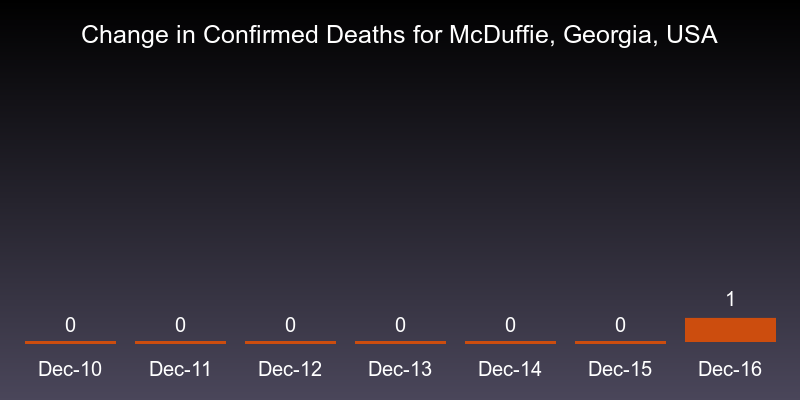 Change in Confirmed Deaths for McDuffie, Georgia, USA
0 0 0 0 0 0 1
Dec-10 Dec-11 Dec-12 Dec-13 Dec-14 Dec-15 Dec-16